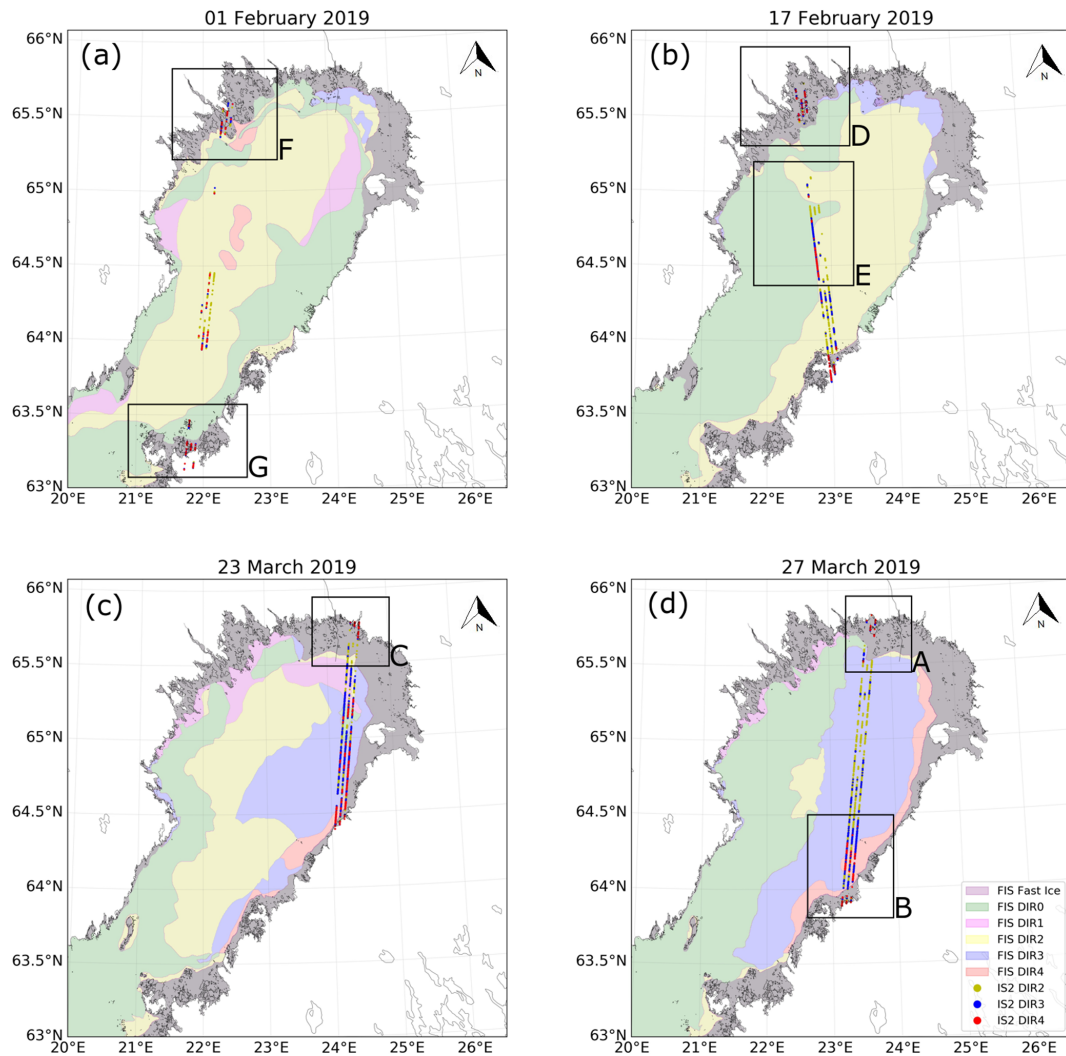 01 February 2019
17 February 2019
(a)
(b)
N
N
66°N
65.5°N
65°N
64.5°N
64°N
63.5°N
63°N
20°E 21°E 22°E 23°E 24°E 25°E 26°E
F
G
66°N
65.5°N
65°N
64.5°N
64°N
63.5°N
63°N
20°E 21°E 22°E 23°E 24°E 25°E 26°E
D
E
23 March 2019
27 March 2019
(c)
(d)
N
N
66°N
65.5°N
65°N
64.5°N
64°N
63.5°N
63°N
20°E 21°E 22°E 23°E 24°E 25°E 26°E
C
66°N
65.5°N
65°N
64.5°N
64°N
63.5°N
63°N
20°E 21°E 22°E 23°E 24°E 25°E 26°E
A
B
FIS Fast Ice
FIS DIR0
FIS DIR1
FIS DIR2
FIS DIR3
FIS DIR4
IS2 DIR2
IS2 DIR3
IS2 DIR4